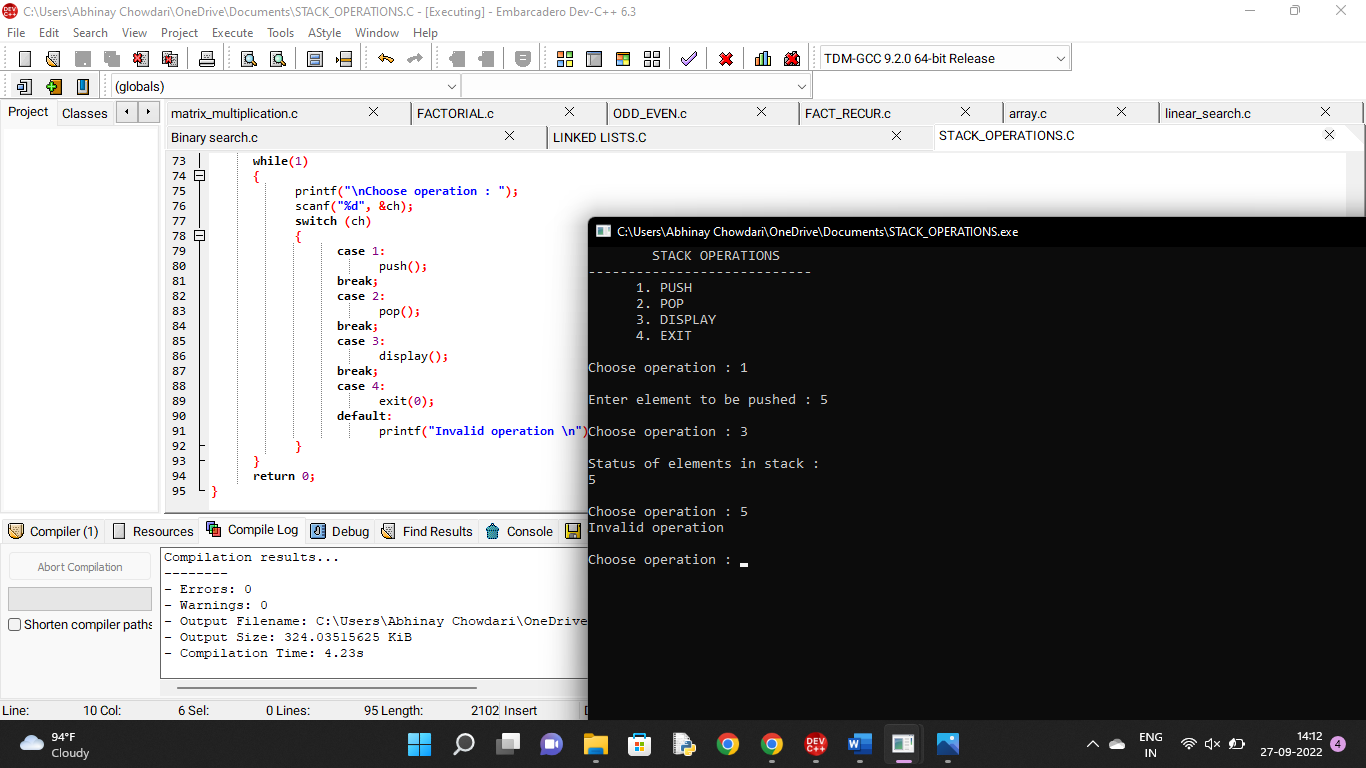 C:\Users\Abhinay Chowdari\OneDrive\Documents\STACK_OPERATIONS.C - [Executing] - Embarcadero Dev-C++ 6.3
File Edit Search View Project Execute Tools AStyle Window Help
TDM-GCC 9.2.0 64-bit Release
(globals)
Project Classes matrix_multiplication.c FACTORIAL.c ODD_EVEN.c FACT_RECUR.c array.c linear_search.c
Binary search.c LINKED LISTS.C STACK_OPERATIONS.C
73 while(1)
74 {
75 printf("\nChoose operation : ");
76 scanf("%d", &ch);
77 switch (ch)
78 {
79 case 1:
80 push();
81 break;
82 case 2:
83 pop();
84 break;
85 case 3:
86 display();
87 break;
88 case 4:
89 exit(0);
90 default:
91 printf("Invalid operation \n")
92 }
93 }
94 return 0;
95 }
C:\Users\Abhinay Chowdari\OneDrive\Documents\STACK_OPERATIONS.exe
STACK OPERATIONS
----------------------------
1. PUSH
2. POP
3. DISPLAY
4. EXIT
Choose operation : 1
Enter element to be pushed : 5
Choose operation : 3
Status of elements in stack :
5
Choose operation : 5
Invalid operation
Choose operation :
Compiler (1) Resources Compile Log Debug Find Results Console
Abort Compilation
Shorten compiler paths
Compilation results...
--------
- Errors: 0
- Warnings: 0
- Output Filename: C:\Users\Abhinay Chowdari\OneDrive
- Output Size: 324.03515625 KiB
- Compilation Time: 4.23s
Line: 10 Col: 6 Sel: 0 Lines: 95 Length: 2102 Insert
94°F
Cloudy
DEV C++
ENG
IN
14:12
27-09-2022
4